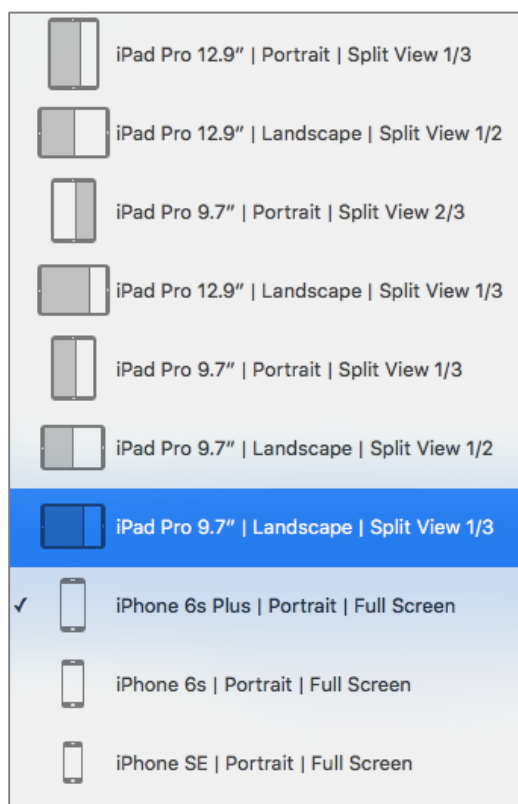 iPad Pro 12.9” | Portrait | Split View 1/3
iPad Pro 12.9” | Landscape | Split View 1/2
iPad Pro 9.7” | Portrait | Split View 2/3
iPad Pro 12.9” | Landscape | Split View 1/3
iPad Pro 9.7” | Portrait | Split View 1/3
iPad Pro 9.7” | Landscape | Split View 1/2
iPad Pro 9.7” | Landscape | Split View 1/3
✓ iPhone 6s Plus | Portrait | Full Screen
iPhone 6s | Portrait | Full Screen
iPhone SE | Portrait | Full Screen